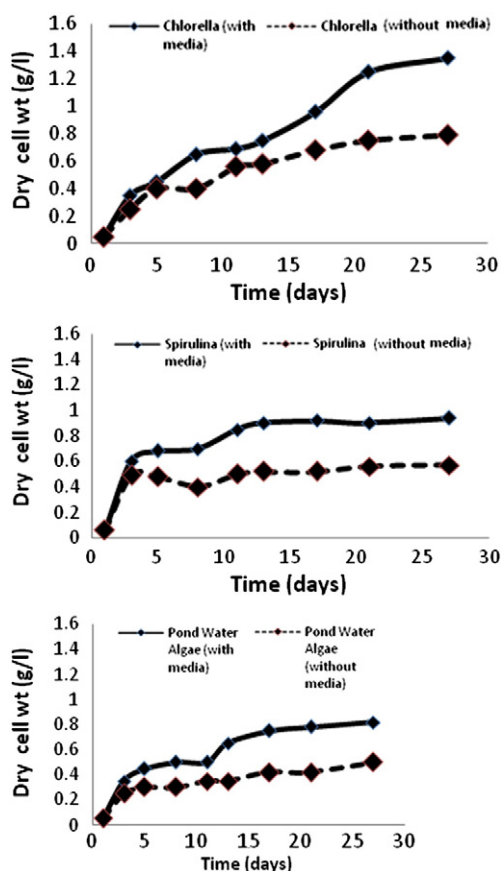 1.6
Chlorella (with media)
Chlorella (without media)
1.4
1.2
1
0.8
0.6
0.4
0.2
0
Dry cell wt (g/l)
0 5 10 15 20 25 30
Time (days)
1.6
Spirulina (with media)
Spirulina (without media)
1.4
1.2
1
0.8
0.6
0.4
0.2
0
Dry cell wt (g/l)
0 5 10 15 20 25 30
Time (days)
1.6
Pond Water
Algae (with
media)
Pond Water
Algae
(without
media)
1.4
1.2
1
0.8
0.6
0.4
0.2
0
Dry cell wt (g/l)
0 5 10 15 20 25 30
Time (days)